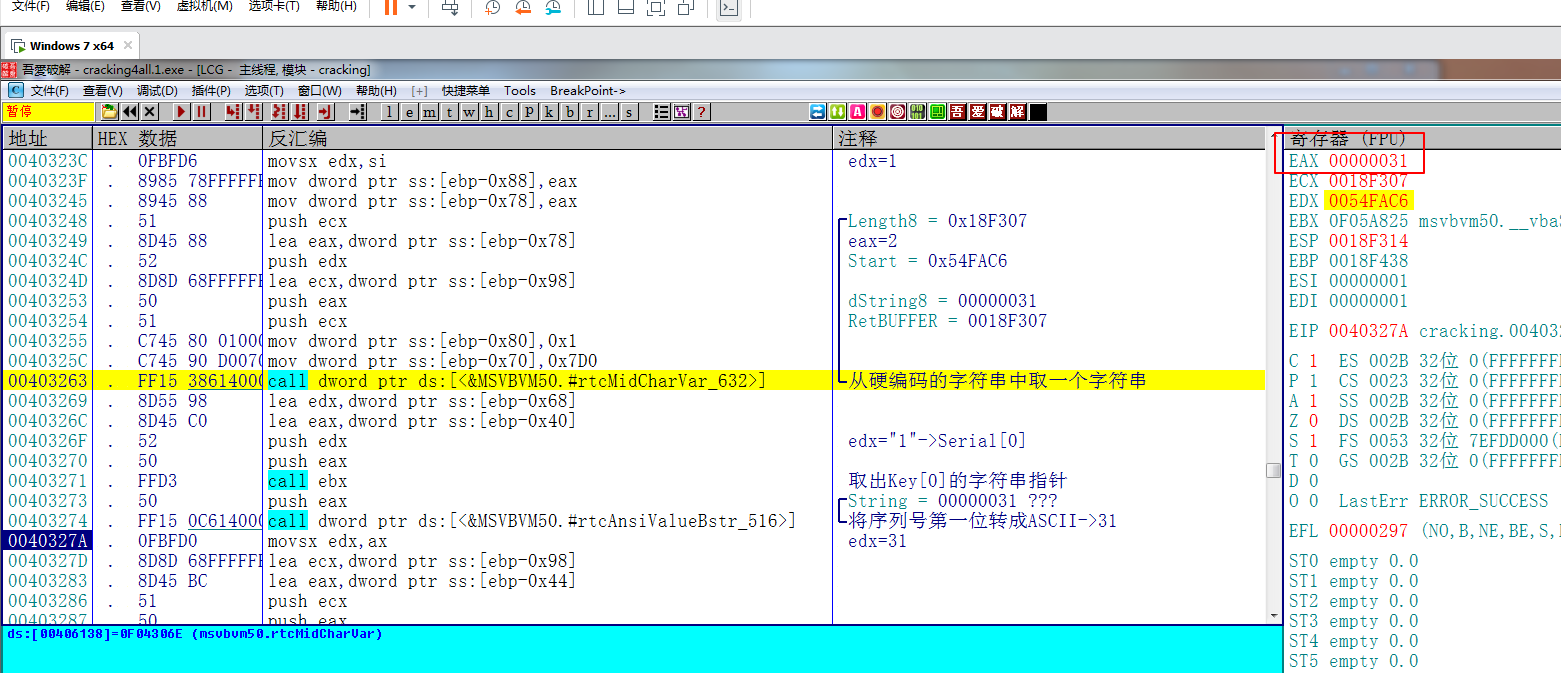 文件(F) 编辑(E) 查看(V) 虚拟机(M) 选项卡(T) 帮助(H)
Windows 7 x64
吾愛破解 - cracking4all.1.exe - [LCG - 主线程, 模块 - cracking]
C 文件(F) 查看(V) 调试(D) 插件(P) 选项(T) 窗口(W) 帮助(H) [+] 快捷菜单 Tools BreakPoint->
暂停 l e m t w h c p k b r ... s ? A 吾 爱 破 解
地址 HEX 数据 反汇编 注释 寄存器 (FPU)
0040323C . 0FBFD6 movsx edx,si edx=1 EAX 00000031
0040323F . 8985 78FFFFFF mov dword ptr ss:[ebp-0x88],eax ECX 0018F307
00403245 . 8945 88 mov dword ptr ss:[ebp-0x78],eax EDX 0054FAC6
00403248 . 51 push ecx Length8 = 0x18F307 EBX 0F05A825 msvbvm50.__vbaS
00403249 . 8D45 88 lea eax,dword ptr ss:[ebp-0x78] eax=2 ESP 0018F314
0040324C . 52 push edx Start = 0x54FAC6 EBP 0018F438
0040324D . 8D8D 68FFFFFF lea ecx,dword ptr ss:[ebp-0x98] ESI 00000001
00403253 . 50 push eax dString8 = 00000031 EDI 00000001
00403254 . 51 push ecx RetBUFFER = 0018F307
00403255 . C745 80 0100 mov dword ptr ss:[ebp-0x80],0x1 EIP 0040327A cracking.004032
0040325C . C745 90 D007 mov dword ptr ss:[ebp-0x70],0x7D0 C 1 ES 002B 32位 0(FFFFFFFF
00403263 . FF15 38614000 call dword ptr ds:[<&MSVBVM50.#rtcMidCharVar_632>] 从硬编码的字符串中取一个字符串 P 1 CS 0023 32位 0(FFFFFFFF
00403269 . 8D55 98 lea edx,dword ptr ss:[ebp-0x68] A 1 SS 002B 32位 0(FFFFFFFF
0040326C . 8D45 C0 lea eax,dword ptr ss:[ebp-0x40] Z 0 DS 002B 32位 0(FFFFFFFF
0040326F . 52 push edx edx="1"->Serial[0] S 1 FS 0053 32位 7EFDD000(
00403270 . 50 push eax T 0 GS 002B 32位 0(FFFFFFFF
00403271 . FFD3 call ebx 取出Key[0]的字符串指针 D 0
00403273 . 50 push eax String = 00000031 ??? O 0 LastErr ERROR_SUCCESS
00403274 . FF15 0C614000 call dword ptr ds:[<&MSVBVM50.#rtcAnsiValueBstr_516>] 将序列号第一位转成ASCII->31
0040327A . 0FBFD0 movsx edx,ax edx=31 EFL 00000297 (NO,B,NE,BE,S,
0040327D . 8D8D 68FFFFFF lea ecx,dword ptr ss:[ebp-0x98] ST0 empty 0.0
00403283 . 8D45 BC lea eax,dword ptr ss:[ebp-0x44] ST1 empty 0.0
00403286 . 51 push ecx ST2 empty 0.0
00403287 . 50 push eax ST3 empty 0.0
ds:[00406138]=0F04306E (msvbvm50.rtcMidCharVar)
ST4 empty 0.0
ST5 empty 0.0